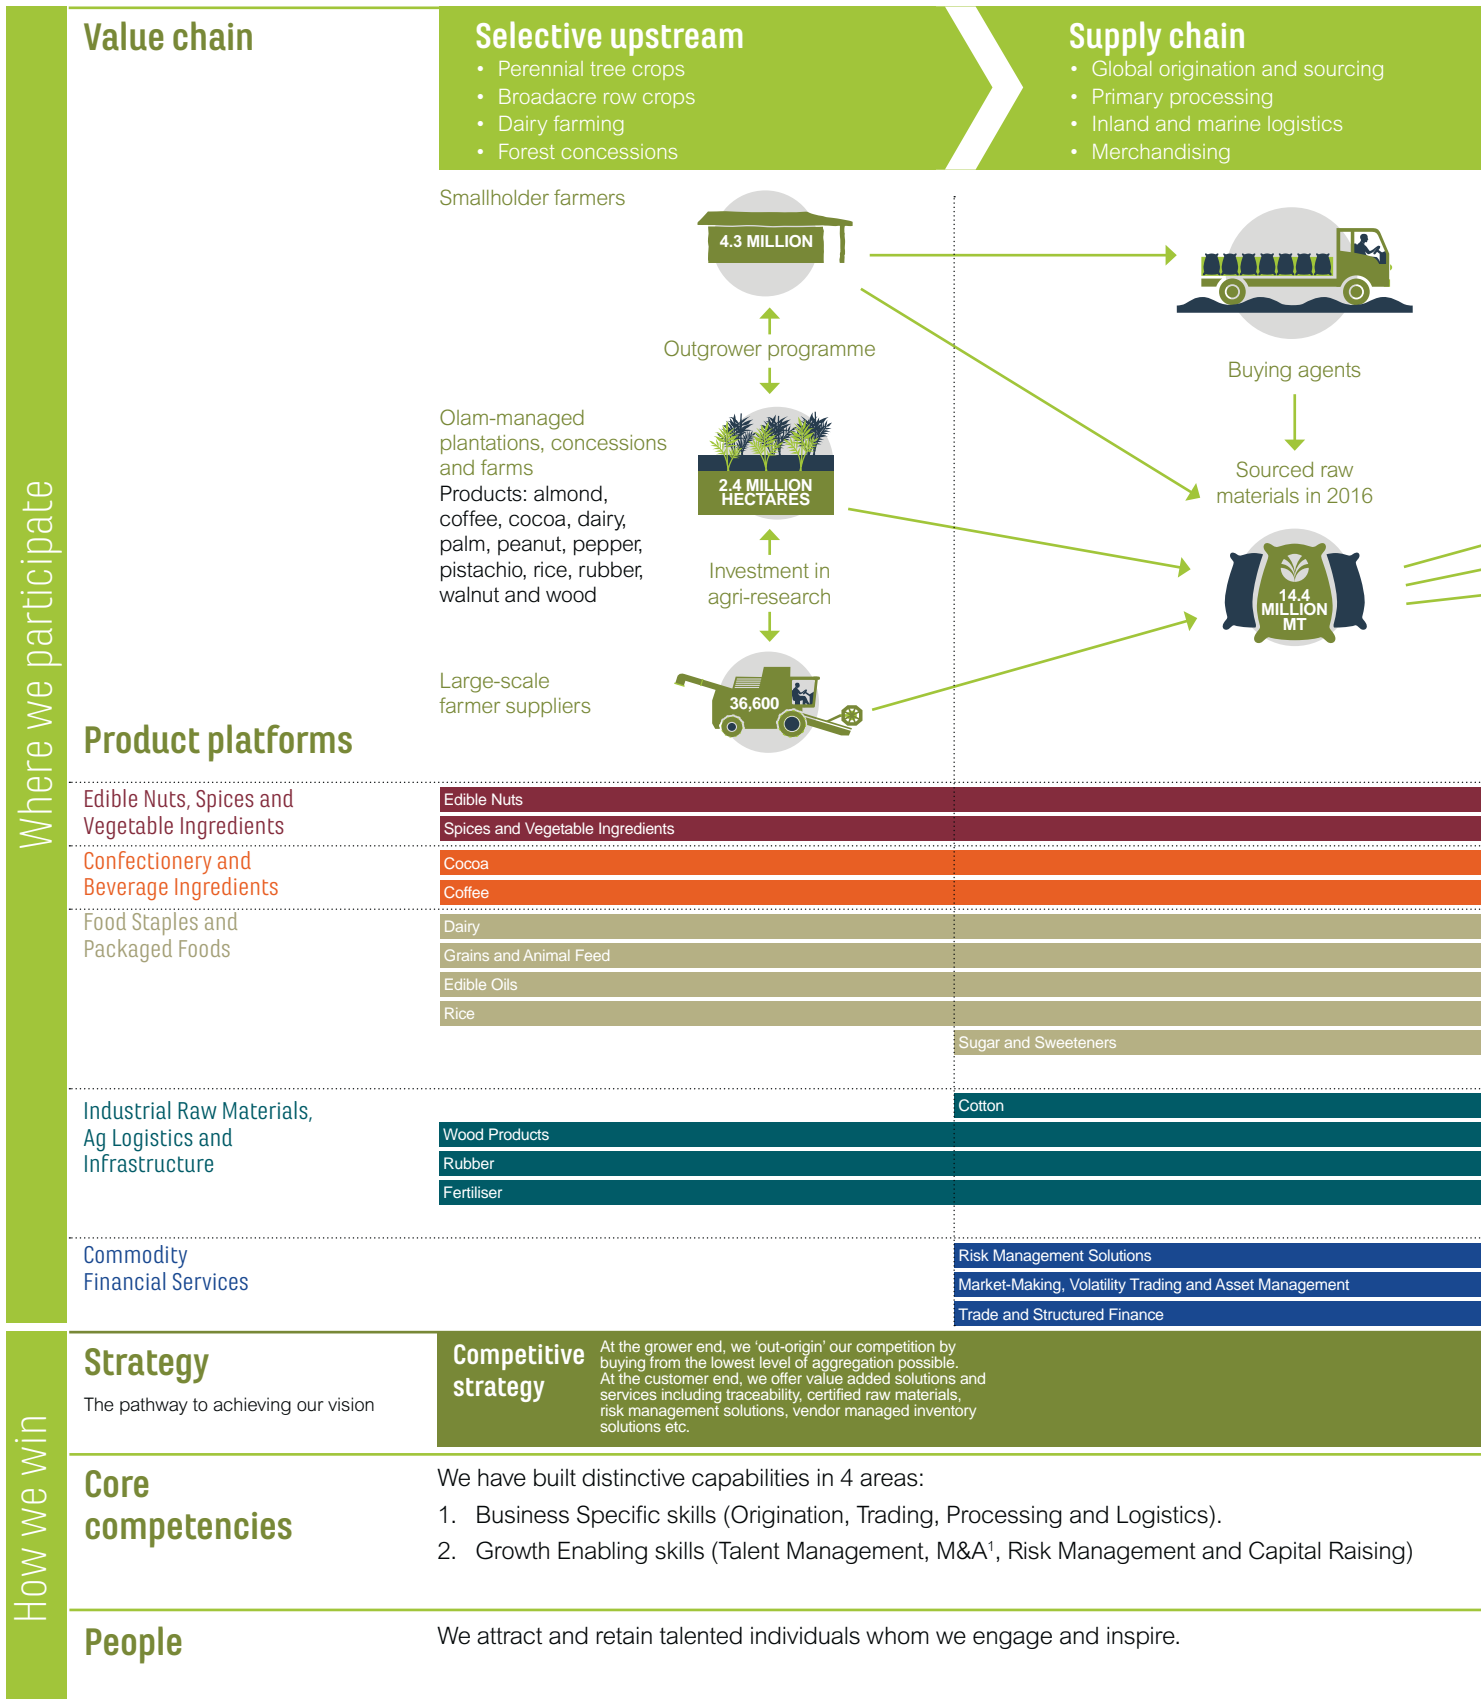 Value chain
Selective upstream
• Perennial tree crops
• Broadacre row crops
• Dairy farming
• Forest concessions
Supply chain
• Global origination and sourcing
• Primary processing
• Inland and marine logistics
• Merchandising
Where we participate
Smallholder farmers
4.3 MILLION
Outgrower programme
Olam-managed
plantations, concessions
and farms
Products: almond,
coffee, cocoa, dairy,
palm, peanut, pepper,
pistachio, rice, rubber,
walnut and wood
2.4 MILLION
HECTARES
Investment in
agri-research
Large-scale
farmer suppliers
36,600
Buying agents
Sourced raw
materials in 2016
14.4
MILLION
MT
Product platforms
Edible Nuts, Spices and
Vegetable Ingredients
Edible Nuts
Spices and Vegetable Ingredients
Confectionery and
Beverage Ingredients
Cocoa
Coffee
Food Staples and
Packaged Foods
Dairy
Grains and Animal Feed
Edible Oils
Rice
Sugar and Sweeteners
Industrial Raw Materials,
Ag Logistics and
Infrastructure
Cotton
Wood Products
Rubber
Fertiliser
Commodity
Financial Services
Risk Management Solutions
Market-Making, Volatility Trading and Asset Management
Trade and Structured Finance
How we win
Strategy
The pathway to achieving our vision
Competitive
strategy
At the grower end, we ‘out-origin’ our competition by
buying from the lowest level of aggregation possible.
At the customer end, we offer value added solutions and
services including traceability, certified raw materials,
risk management solutions, vendor managed inventory
solutions etc.
Core
competencies
We have built distinctive capabilities in 4 areas:
1. Business Specific skills (Origination, Trading, Processing and Logistics).
2. Growth Enabling skills (Talent Management, M&A¹, Risk Management and Capital Raising)
People
We attract and retain talented individuals whom we engage and inspire.